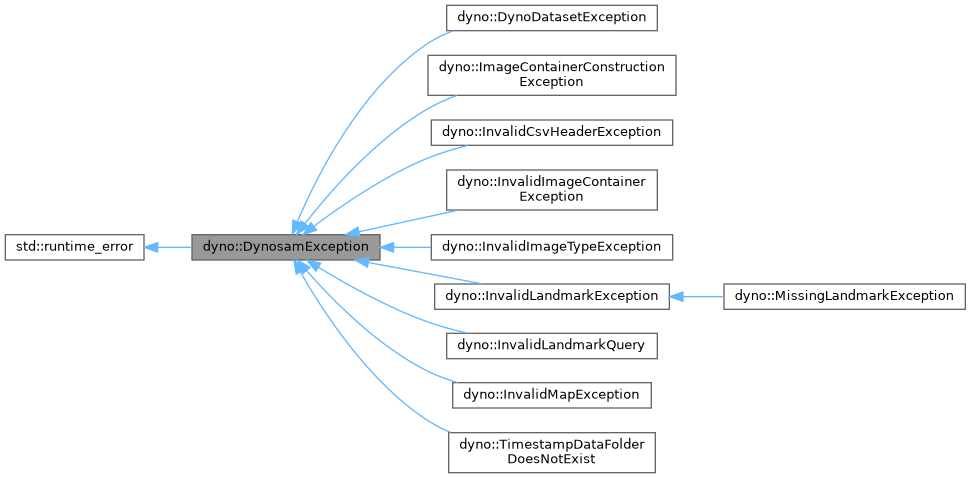 dyno::DynoDatasetException
dyno::ImageContainerConstruction
Exception
dyno::InvalidCsvHeaderException
dyno::InvalidImageContainer
Exception
std::runtime_error
dyno::DynosamException
dyno::InvalidImageTypeException
dyno::InvalidLandmarkException
dyno::MissingLandmarkException
dyno::InvalidLandmarkQuery
dyno::InvalidMapException
dyno::TimestampDataFolder
DoesNotExist